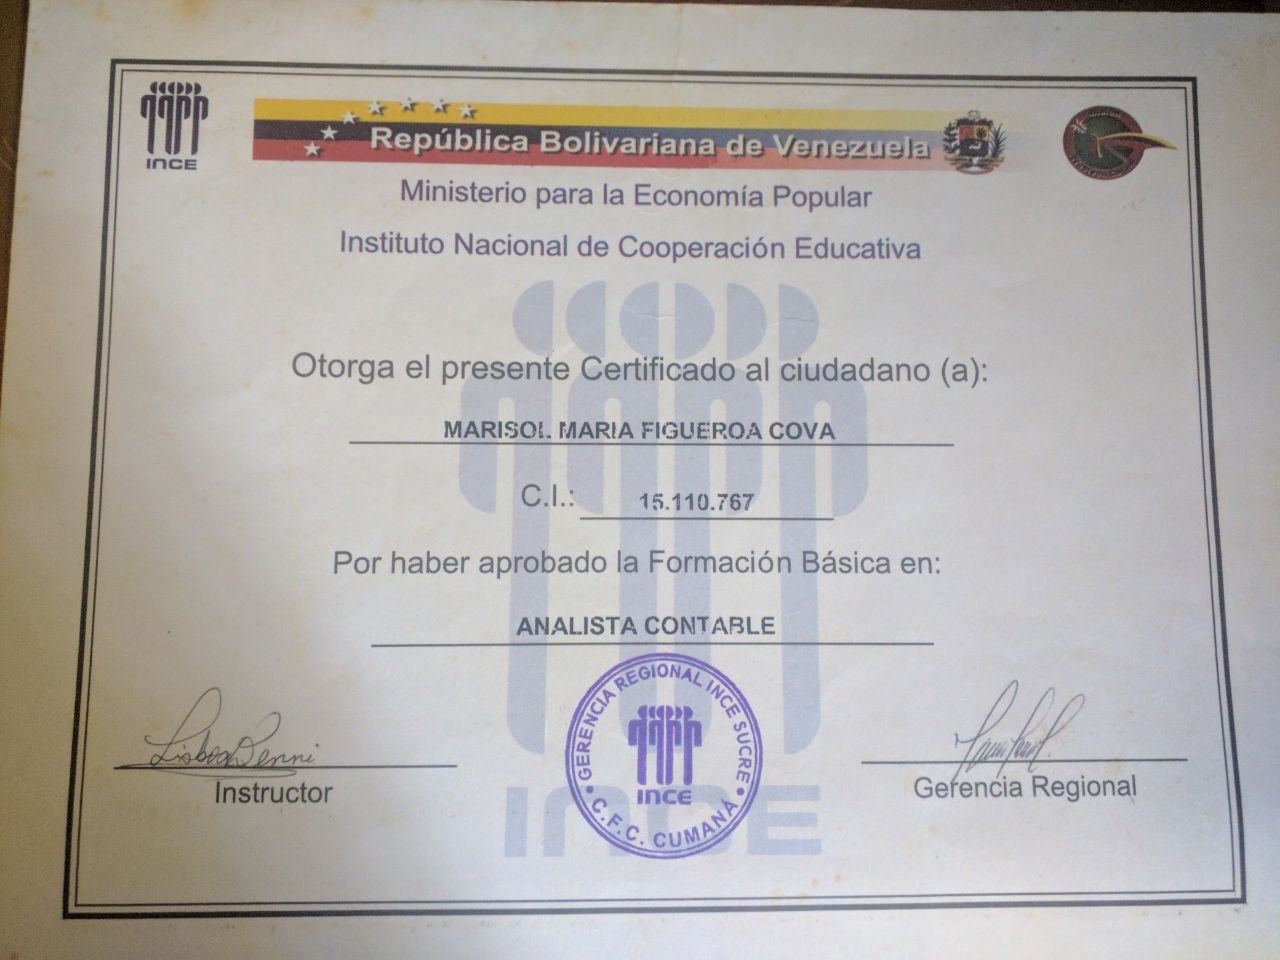 INCE
República Bolivariana de Venezuela
Ministerio para la Economía Popular
Instituto Nacional de Cooperación Educativa
Otorga el presente Certificado al ciudadano (a):
MARISOL MARIA FIGUEROA COVA
C.I.: 15.110.767
Por haber aprobado la Formación Básica en:
ANALISTA CONTABLE
GERENCIA REGIONAL INCE SUCRE
INCE
C.F.C. CUMANÁ
Instructor
Gerencia Regional
INCE